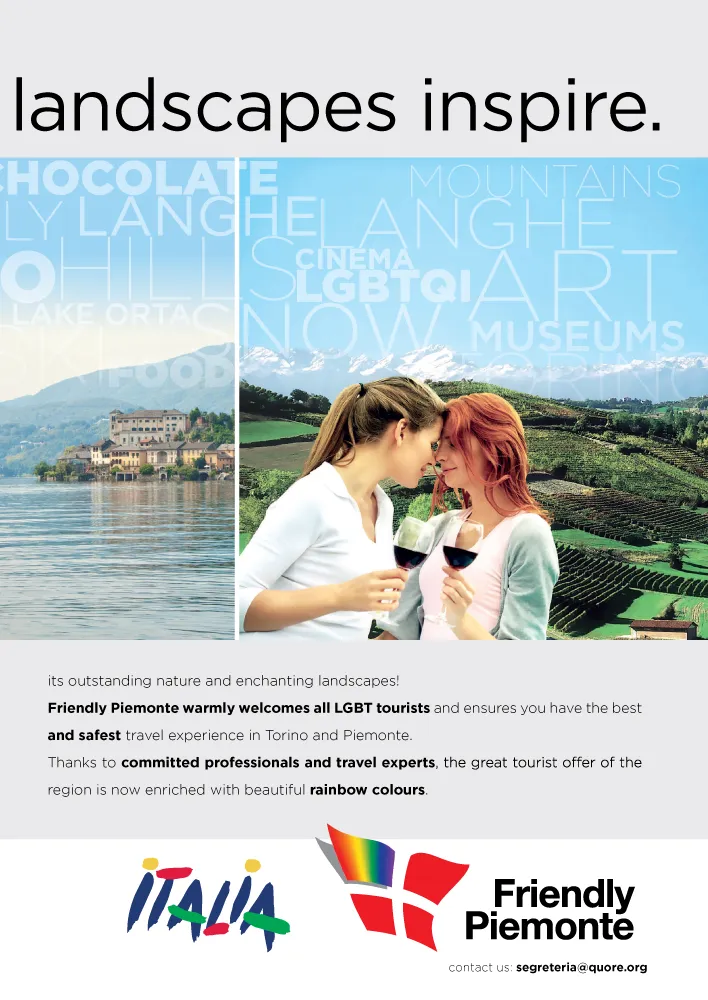 landscapes inspire.
CHOCOLATE
MOUNTAINS
LY LANGHE
LANGHE
CINEMA
O HILLS
LGBTQI
ART
LAKE ORTA
SNOW
MUSEUMS
FOOD
TORINO
its outstanding nature and enchanting landscapes!
Friendly Piemonte warmly welcomes all LGBT tourists and ensures you have the best
and safest travel experience in Torino and Piemonte.
Thanks to committed professionals and travel experts, the great tourist offer of the
region is now enriched with beautiful rainbow colours.
ITALIA
Friendly
Piemonte
contact us: segreteria@quore.org